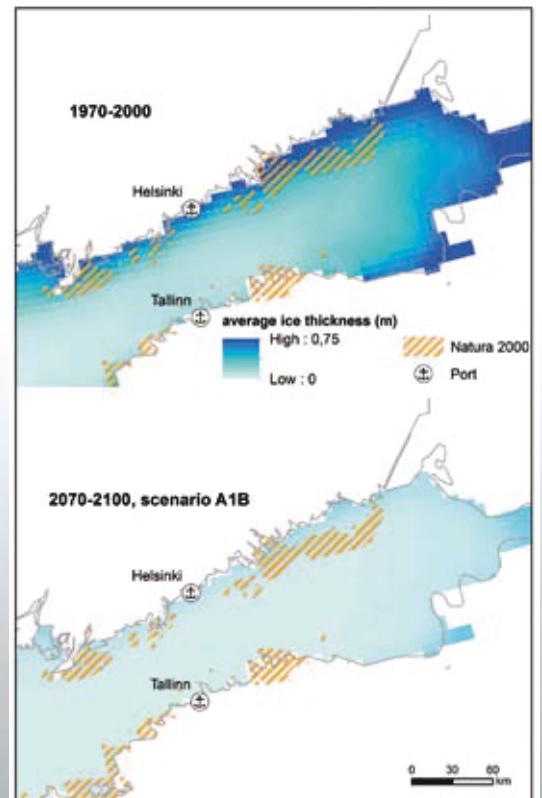 1970-2000
Helsinki
Tallinn
average ice thickness (m)
High : 0,75
Low : 0
Natura 2000
Port
2070-2100, scenario A1B
Helsinki
Tallinn
0 30 60
km